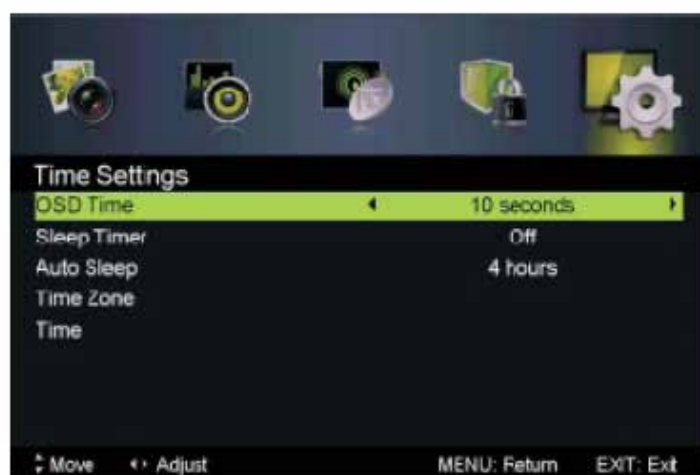 Time Settings
OSD Time 10 seconds
Sleep Timer Off
Auto Sleep 4 hours
Time Zone
Time
Move Adjust MENU: Return EXIT: Exit